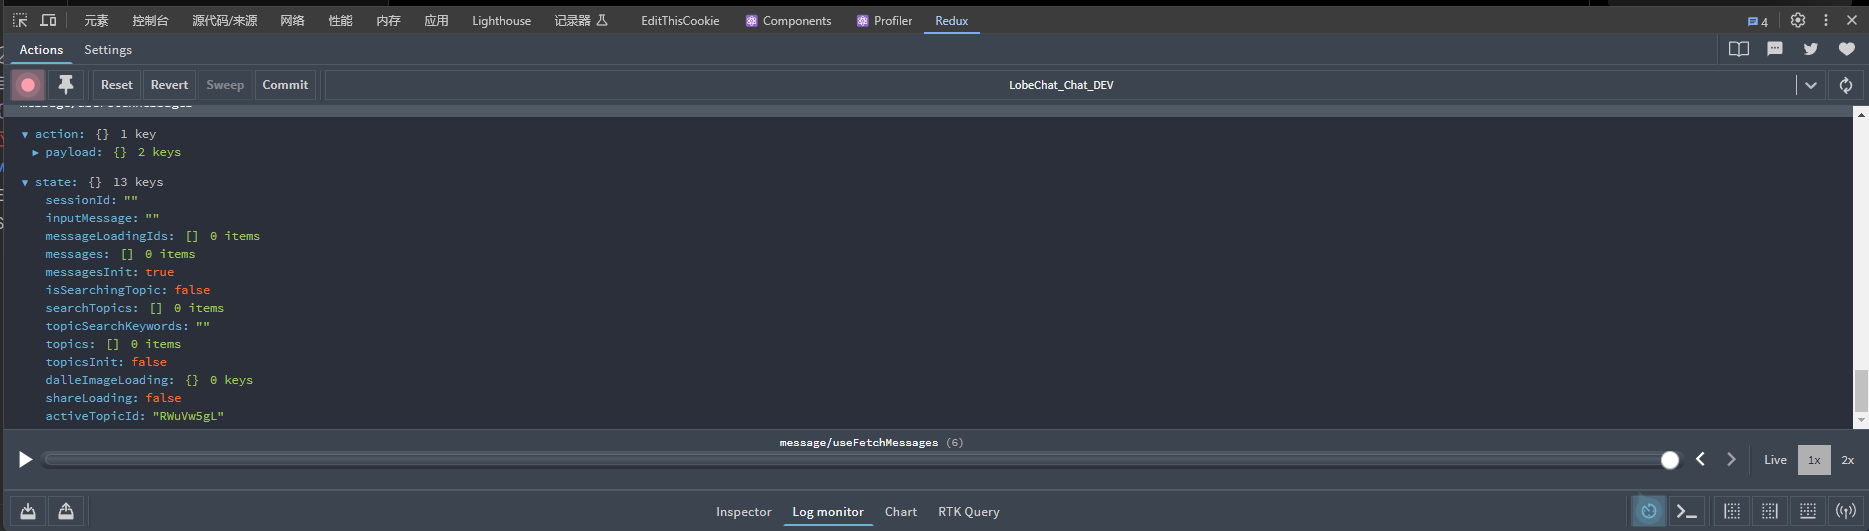 元素 控制台 源代码/来源 网络 性能 内存 应用 Lighthouse 记录器 EditThisCookie Components Profiler Redux 4
Actions Settings
Reset Revert Sweep Commit LobeChat_Chat_DEV
message/useFetchMessages
action: {} 1 key
payload: {} 2 keys
state: {} 13 keys
sessionId: ""
inputMessage: ""
messageLoadingIds: [] 0 items
messages: [] 0 items
messagesInit: true
isSearchingTopic: false
searchTopics: [] 0 items
topicSearchKeywords: ""
topics: [] 0 items
topicsInit: false
dalleImageLoading: {} 0 keys
shareLoading: false
activeTopicId: "RWuVw5gL"
message/useFetchMessages (6)
Live 1x 2x
Inspector Log monitor Chart RTK Query